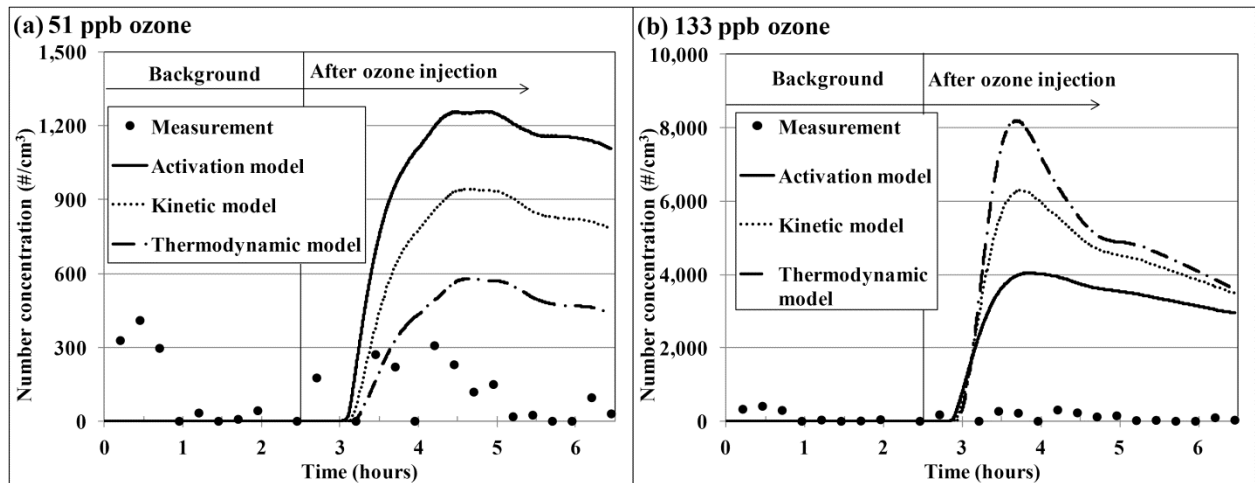 (a) 51 ppb ozone
1,500
1,200
900
600
300
0
Number concentration (#/cm³)
Background
After ozone injection
Measurement
Activation model
Kinetic model
Thermodynamic model
0 1 2 3 4 5 6
Time (hours)
(b) 133 ppb ozone
10,000
8,000
6,000
4,000
2,000
0
Number concentration (#/cm³)
Background
After ozone injection
Measurement
Activation model
Kinetic model
Thermodynamic
model
0 1 2 3 4 5 6
Time (hours)